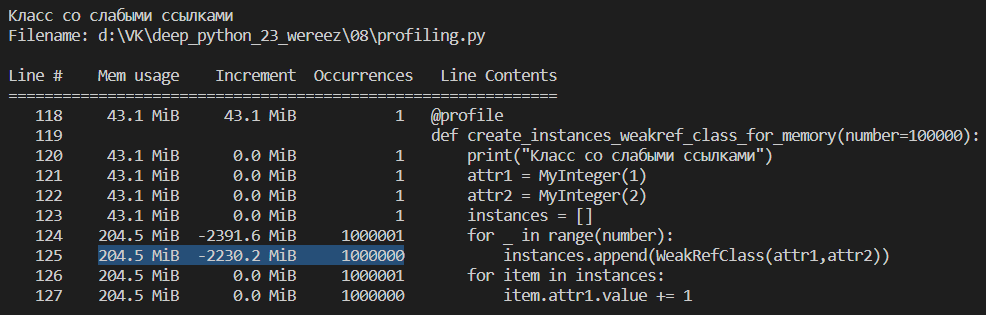 Класс со слабыми ссылками
Filename: d:\VK\deep_python_23_wereez\08\profiling.py

Line #    Mem usage    Increment  Occurrences   Line Contents
=============================================================
   118     43.1 MiB     43.1 MiB           1   @profile
   119                                         def create_instances_weakref_class_for_memory(number=100000):
   120     43.1 MiB      0.0 MiB           1       print("Класс со слабыми ссылками")
   121     43.1 MiB      0.0 MiB           1       attr1 = MyInteger(1)
   122     43.1 MiB      0.0 MiB           1       attr2 = MyInteger(2)
   123     43.1 MiB      0.0 MiB           1       instances = []
   124    204.5 MiB  -2391.6 MiB     1000001       for _ in range(number):
   125    204.5 MiB  -2230.2 MiB     1000000           instances.append(WeakRefClass(attr1,attr2))
   126    204.5 MiB      0.0 MiB     1000001       for item in instances:
   127    204.5 MiB      0.0 MiB     1000000           item.attr1.value += 1